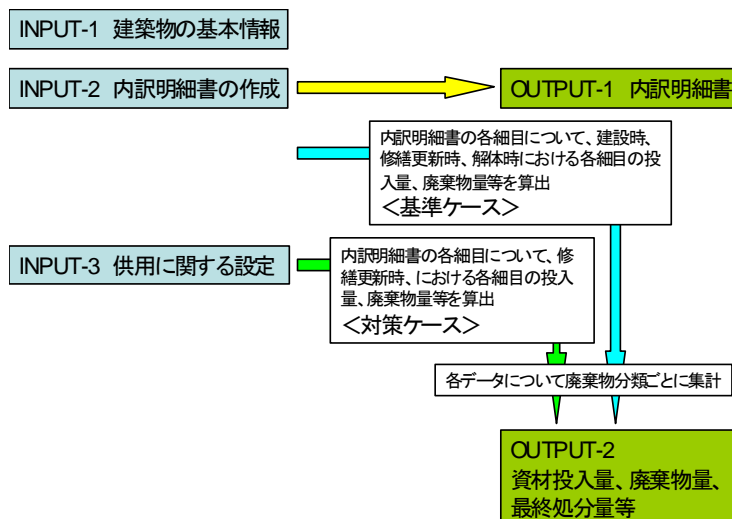 INPUT-1 建築物の基本情報
INPUT-2 内訳明細書の作成
OUTPUT-1 内訳明細書
内訳明細書の各細目について、建設時、
修繕更新時、解体時における各細目の投
入量、廃棄物量等を算出
＜基準ケース＞
INPUT-3 供用に関する設定
内訳明細書の各細目について、修
繕更新時、における各細目の投入
量、廃棄物量等を算出
＜対策ケース＞
各データについて廃棄物分類ごとに集計
OUTPUT-2
資材投入量、廃棄物量、
最終処分量等